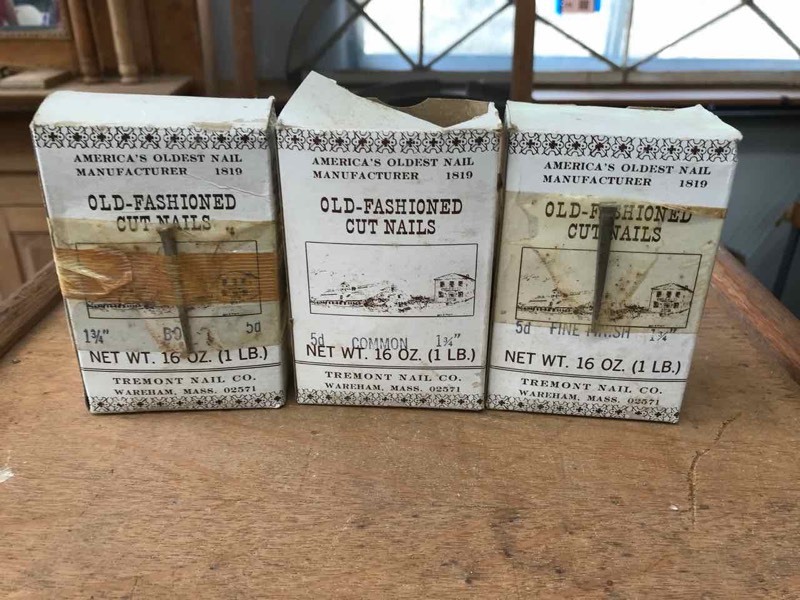 AMERICA'S OLDEST NAIL
MANUFACTURER 1819
OLD-FASHIONED
CUT NAILS
1¾" 5d
NET WT. 16 OZ. (1 LB.)
TREMONT NAIL CO.
WAREHAM, MASS. 02571
AMERICA'S OLDEST NAIL
MANUFACTURER 1819
OLD-FASHIONED
CUT NAILS
5d COMMON 1¾"
NET WT. 16 OZ. (1 LB.)
TREMONT NAIL CO.
WAREHAM, MASS. 02571
AMERICA'S OLDEST NAIL
MANUFACTURER 1819
OLD-FASHIONED
CUT NAILS
5d FINE FINISH 1¾"
NET WT. 16 OZ. (1 LB.)
TREMONT NAIL CO.
WAREHAM, MASS. 02571